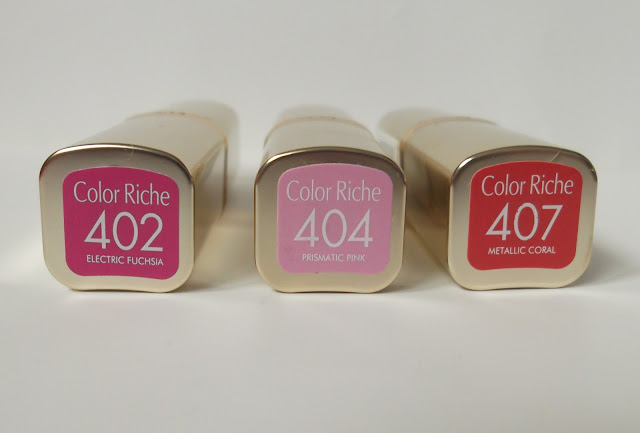 Color Riche
402
ELECTRIC FUCHSIA
Color Riche
404
PRISMATIC PINK
Color Riche
407
METALLIC CORAL